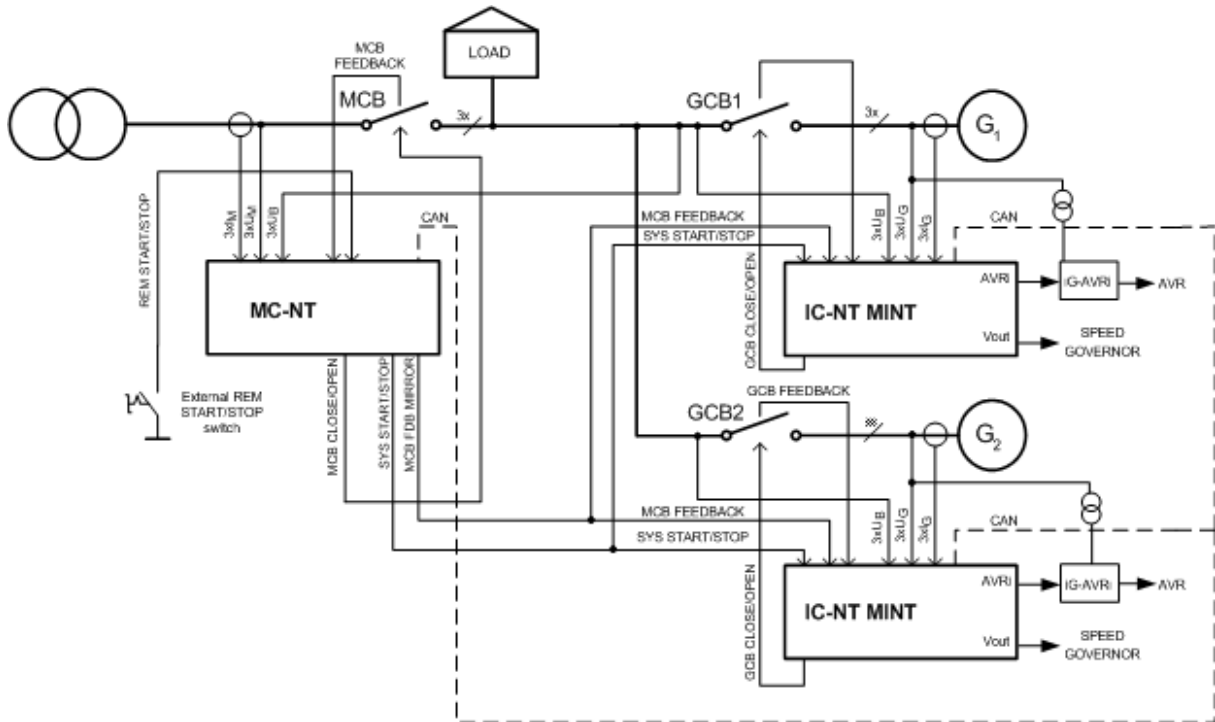 MCB
FEEDBACK
LOAD
MCB
3x
GCB1
3x
G1
REM START/STOP
3xIM
3xUM
3xUB
CAN
MCB FEEDBACK
SYS START/STOP
GCB CLOSE/OPEN
3xUB
3xUG
3xIG
CAN
MC-NT
IC-NT MINT
AVRi
Vout
iG-AVRi
AVR
SPEED
GOVERNOR
External REM
START/STOP
switch
MCB CLOSE/OPEN
SYS START/STOP
MCB FDB MIRROR
GCB FEEDBACK
GCB2
G2
MCB FEEDBACK
SYS START/STOP
GCB CLOSE/OPEN
3xUB
3xUG
3xIG
CAN
IC-NT MINT
AVRi
Vout
iG-AVRi
AVR
SPEED
GOVERNOR